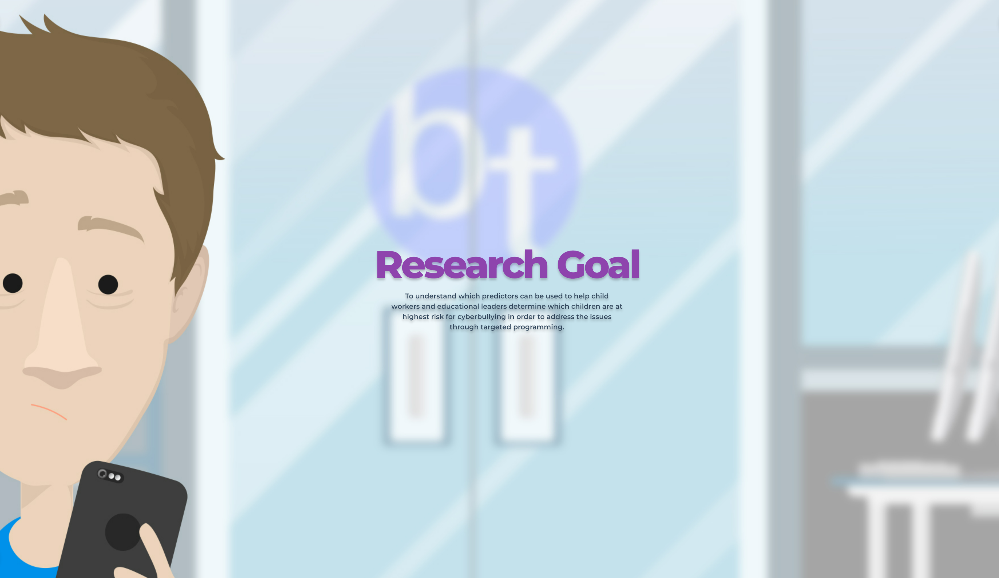 bt
Research Goal
To understand which predictors can be used to help child
workers and educational leaders determine which children are at
highest risk for cyberbullying in order to address the issues
through targeted programming.